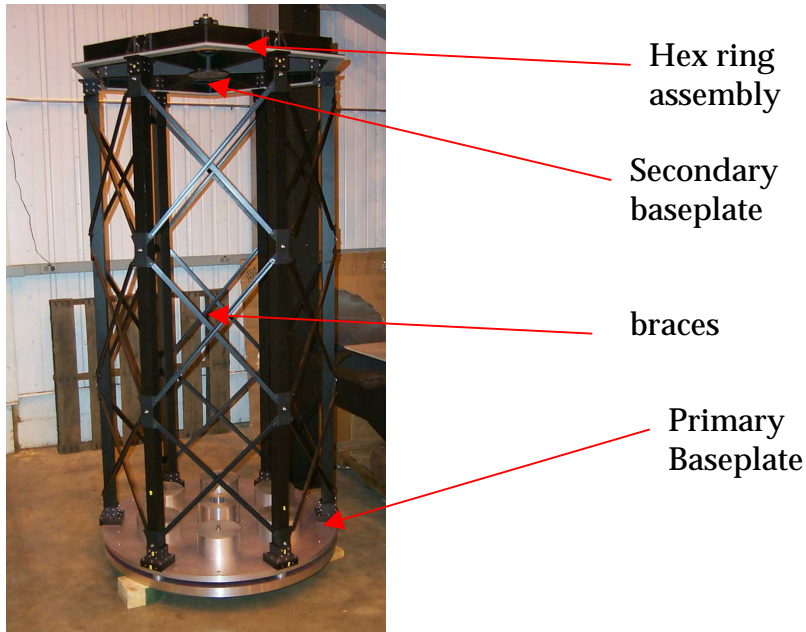 Hex ring
assembly
Secondary
baseplate
braces
Primary
Baseplate